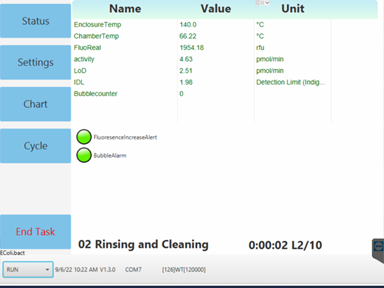 Name Value Unit
Status
EnclosureTemp 140.0 °C
ChamberTemp 66.22 °C
FluoReal 1954.18 rfu
activity 4.63 pmol/min
Settings
LoD 2.51 pmol/min
IDL 1.98 Detection Limit (Indig...
Bubblecounter 0
Chart
FluoresenceIncreaseAlert
Cycle
BubbleAlarm
End Task
02 Rinsing and Cleaning 0:00:02 L2/10
EColi.bact
RUN 9/6/22 10:22 AM V1.3.0 COM7 [126]WT[120000]